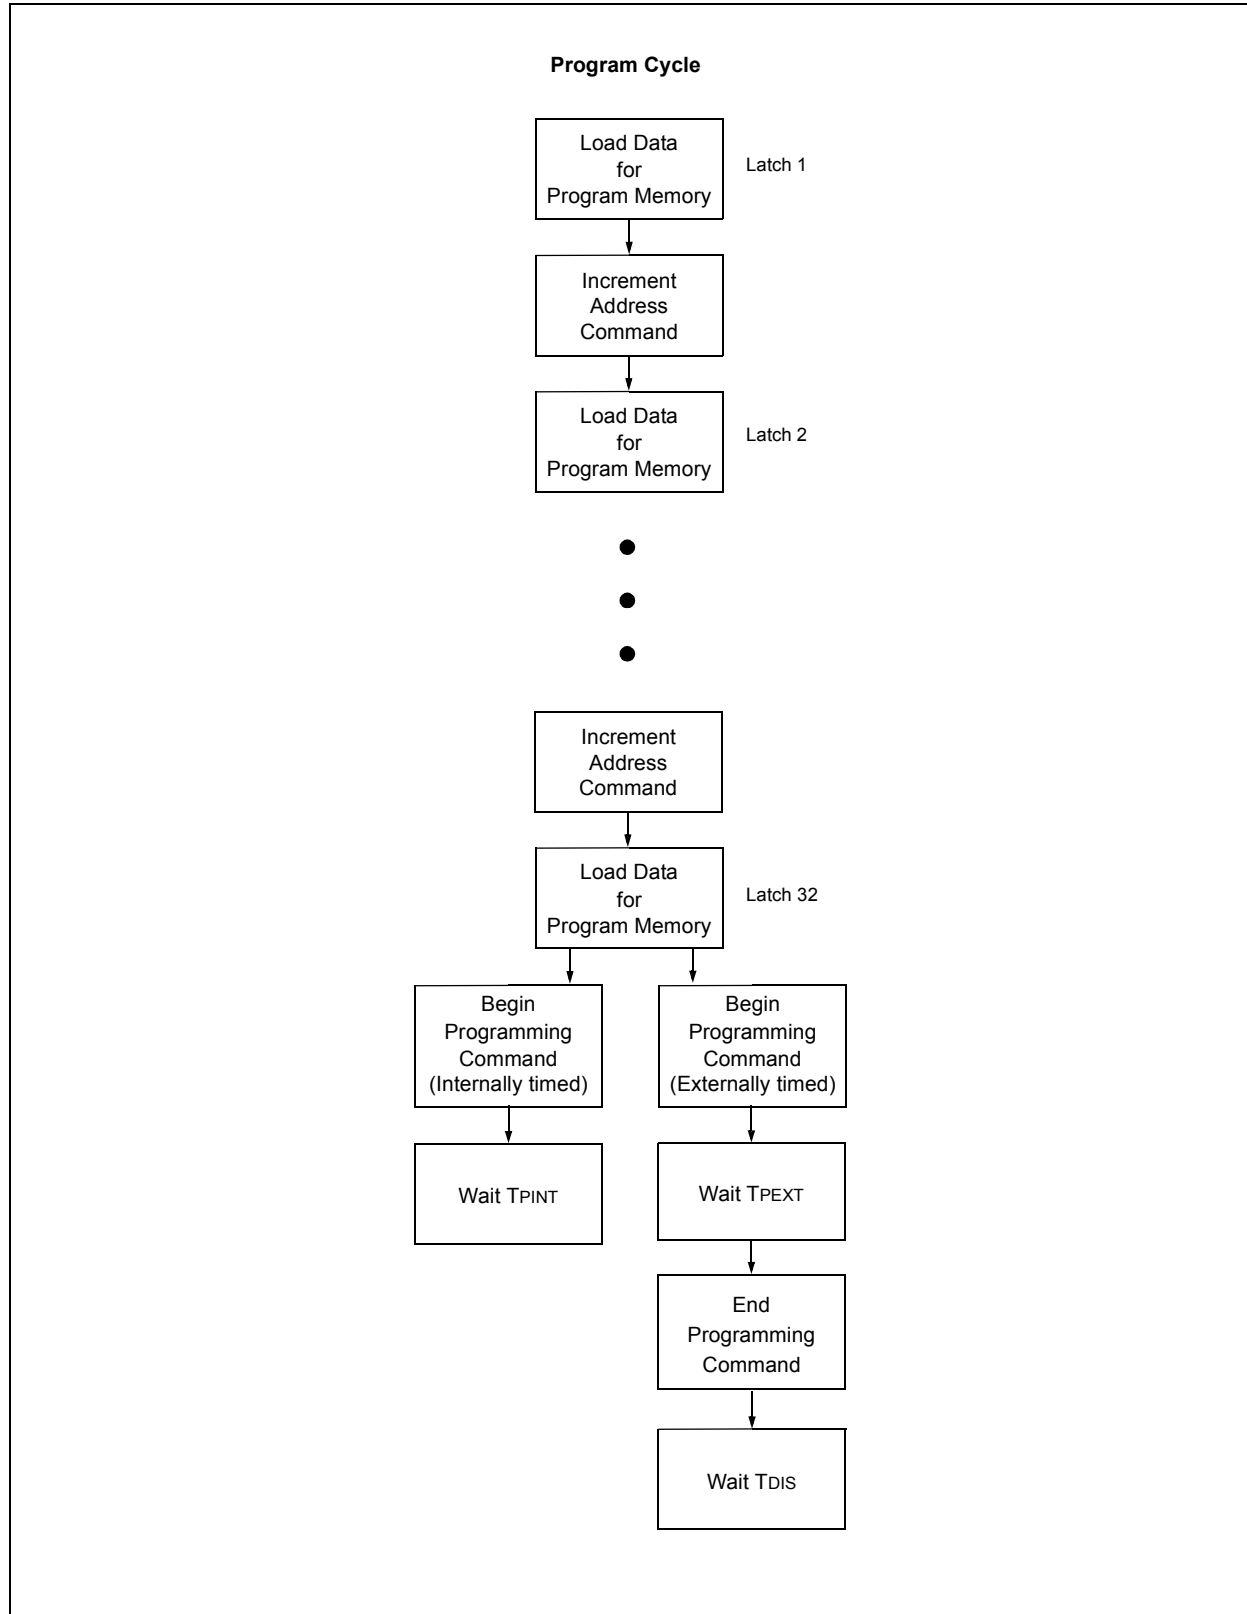 Program Cycle
Load Data
for
Program Memory
Latch 1
Increment
Address
Command
Load Data
for
Program Memory
Latch 2
Increment
Address
Command
Load Data
for
Program Memory
Latch 32
Begin
Programming
Command
(Internally timed)
Begin
Programming
Command
(Externally timed)
Wait TPINT
Wait TPEXT
End
Programming
Command
Wait TDIS